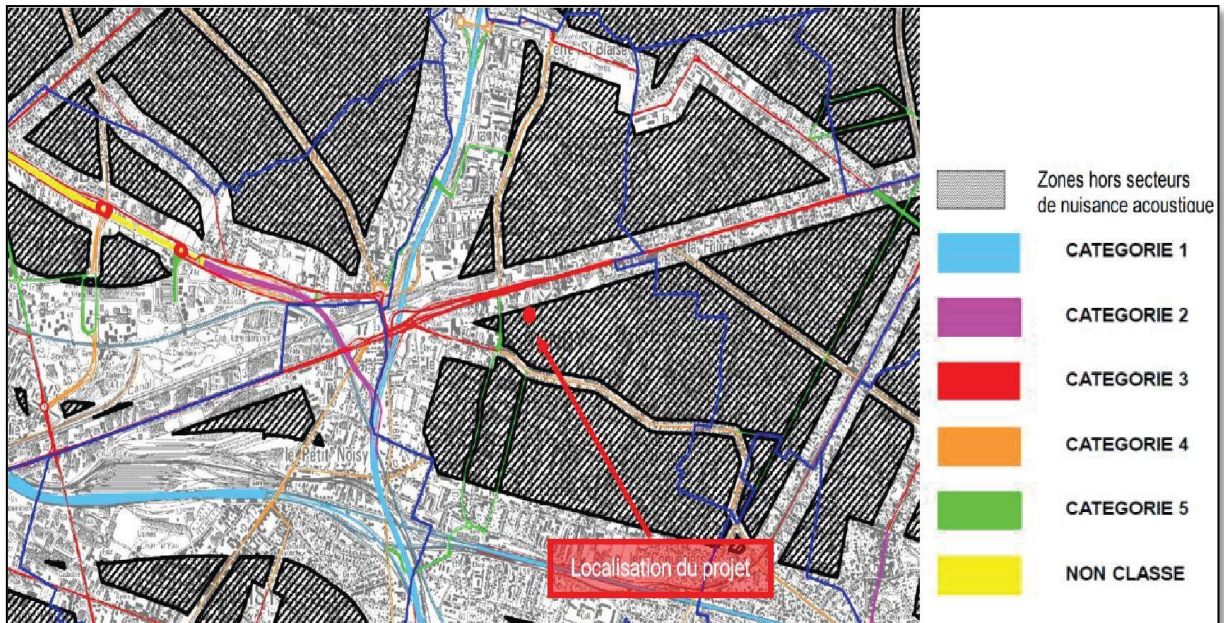 le Petit Noisy
Localisation du projet
Zones hors secteurs
de nuisance acoustique
CATEGORIE 1
CATEGORIE 2
CATEGORIE 3
CATEGORIE 4
CATEGORIE 5
NON CLASSE